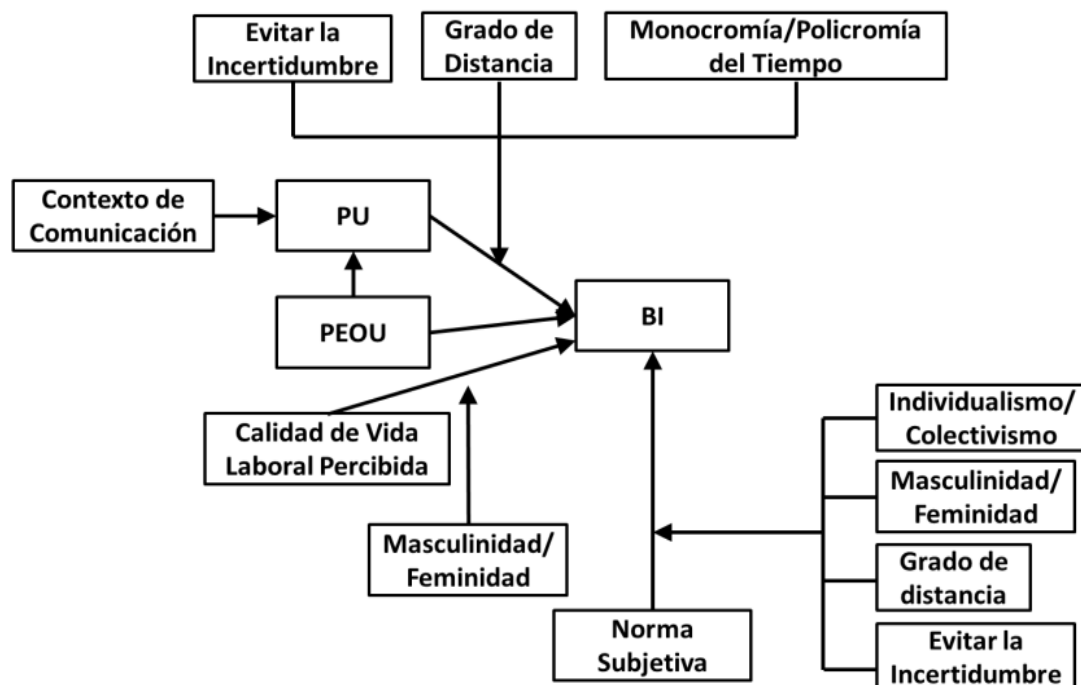 Evitar la
Incertidumbre
Grado de
Distancia
Monocromía/Policromía
del Tiempo
Contexto de
Comunicación
PU
PEOU
BI
Calidad de Vida
Laboral Percibida
Masculinidad/
Feminidad
Norma
Subjetiva
Individualismo/
Colectivismo
Masculinidad/
Feminidad
Grado de
distancia
Evitar la
Incertidumbre